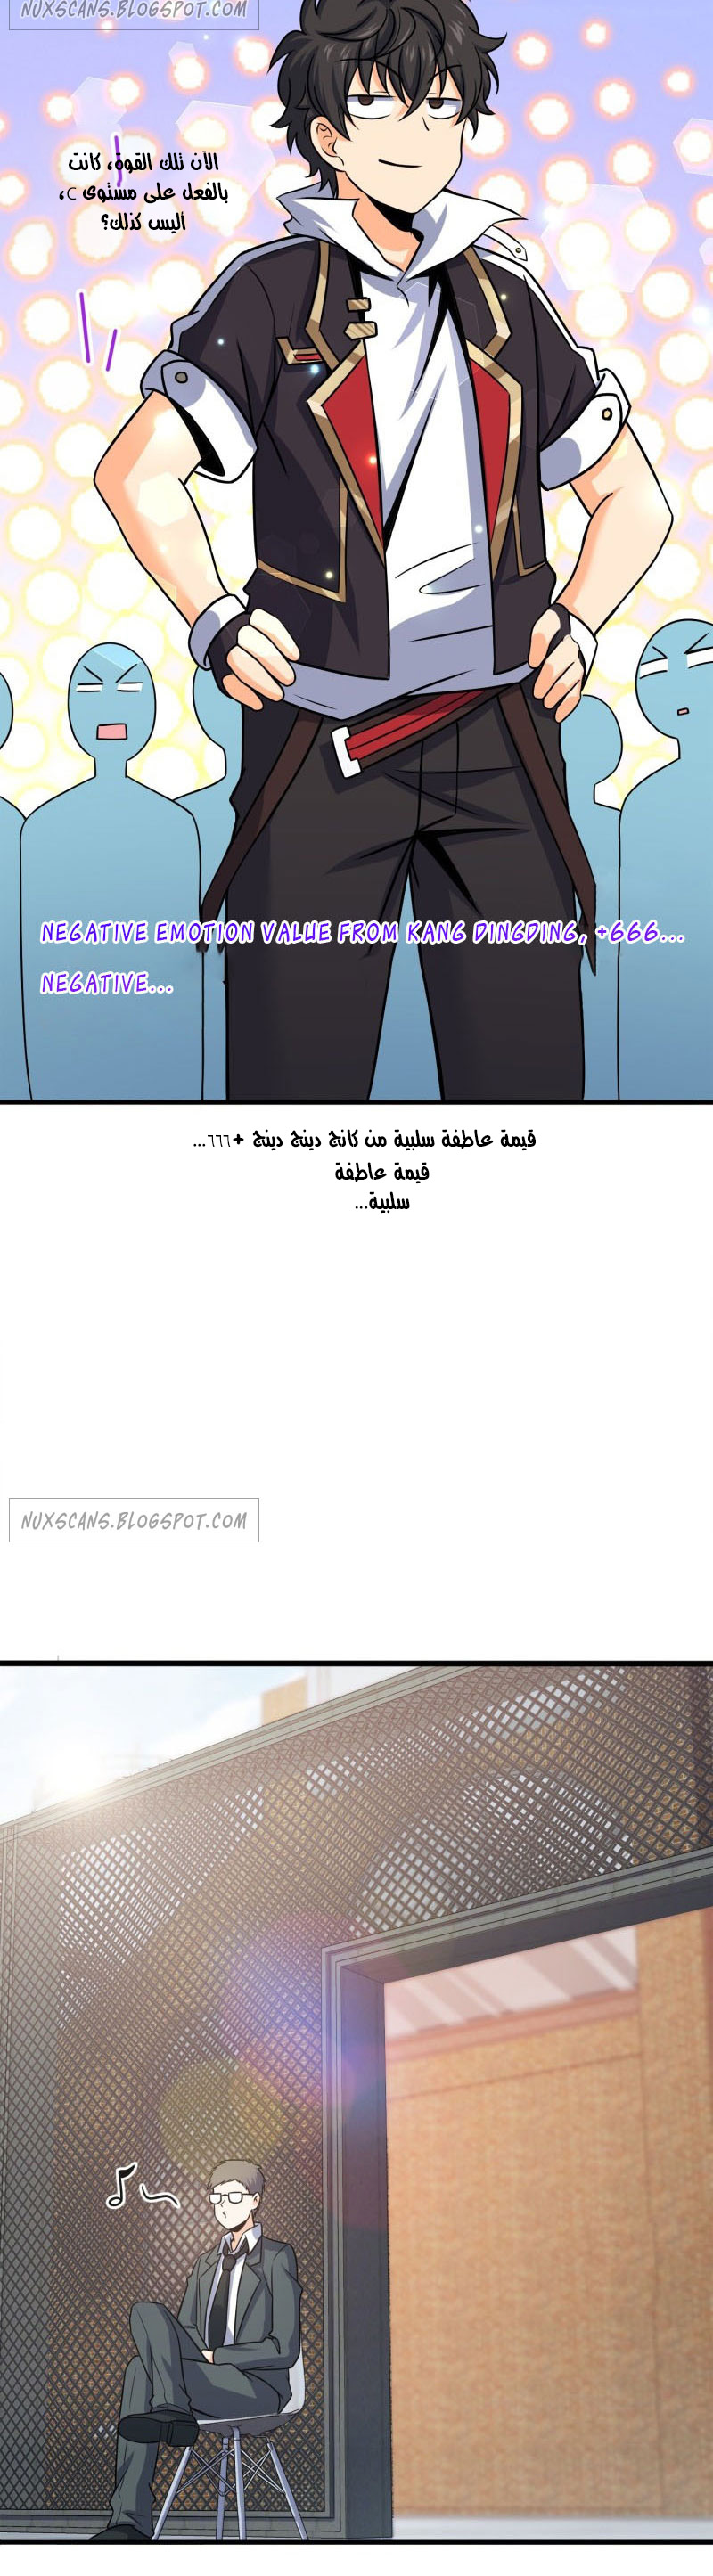 NUXSCANS.BLOGSPOT.COM
الأن تلك القوة، كانت
بالفعل على مستوى C،
أليس كذلك؟
NEGATIVE EMOTION VALUE FROM KANG DINGDING, +666...
NEGATIVE...
قيمة عاطفة سلبية من كانج دينج دينج +٦٦٦...
قيمة عاطفة
سلبية...
NUXSCANS.BLOGSPOT.COM